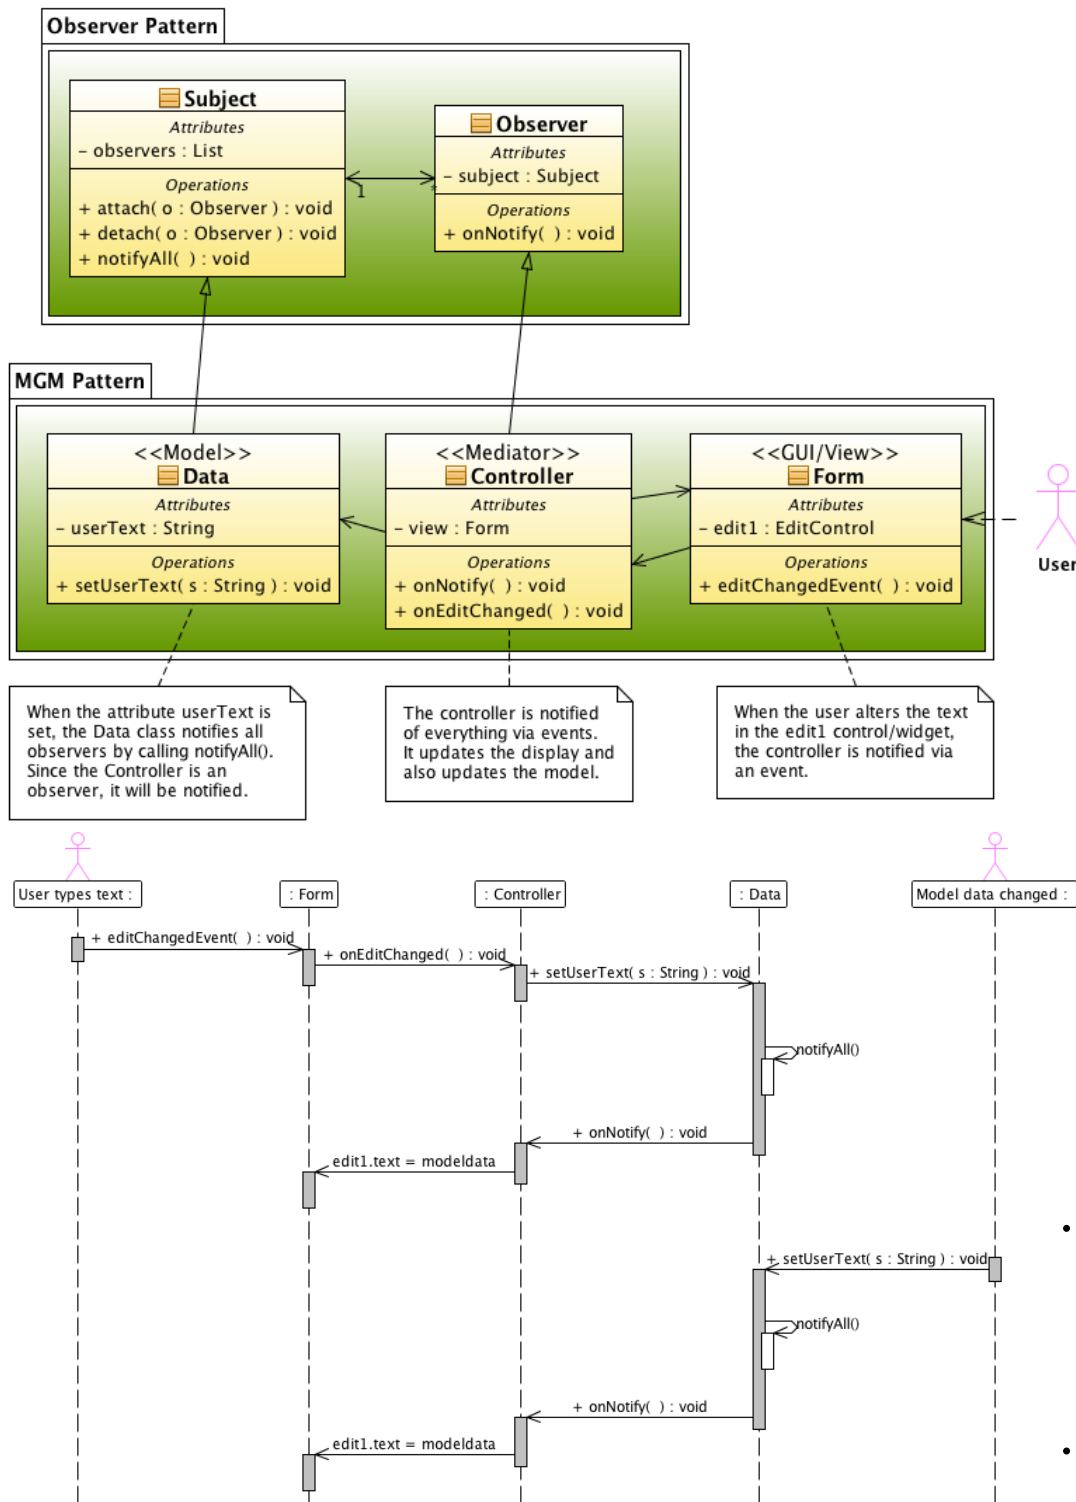 Observer Pattern
Subject
Attributes
– observers : List
Operations
+ attach( o : Observer ) : void
+ detach( o : Observer ) : void
+ notifyAll(  ) : void
1
*
Observer
Attributes
– subject : Subject
Operations
+ onNotify(  ) : void
MGM Pattern
<<Model>>
Data
Attributes
– userText : String
Operations
+ setUserText( s : String ) : void
<<Mediator>>
Controller
Attributes
– view : Form
Operations
+ onNotify(  ) : void
+ onEditChanged(  ) : void
<<GUI/View>>
Form
Attributes
– edit1 : EditControl
Operations
+ editChangedEvent(  ) : void
User
When the attribute userText is
set, the Data class notifies all
observers by calling notifyAll().
Since the Controller is an
observer, it will be notified.
The controller is notified
of everything via events.
It updates the display and
also updates the model.
When the user alters the text
in the edit1 control/widget,
the controller is notified via
an event.
User types text :
: Form
: Controller
: Data
Model data changed :
+ editChangedEvent(  ) : void
+ onEditChanged(  ) : void
+ setUserText( s : String ) : void
notifyAll()
+ onNotify(  ) : void
edit1.text = modeldata
+ setUserText( s : String ) : void
notifyAll()
+ onNotify(  ) : void
edit1.text = modeldata